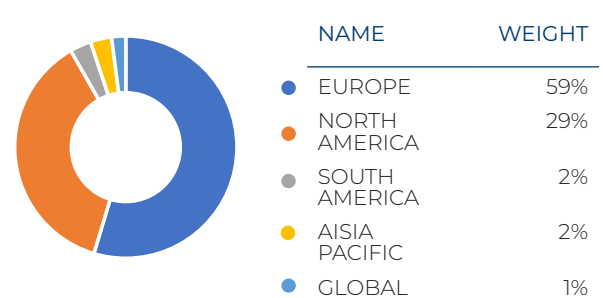 NAME WEIGHT
EUROPE 59%
NORTH AMERICA 29%
SOUTH AMERICA 2%
AISIA PACIFIC 2%
GLOBAL 1%